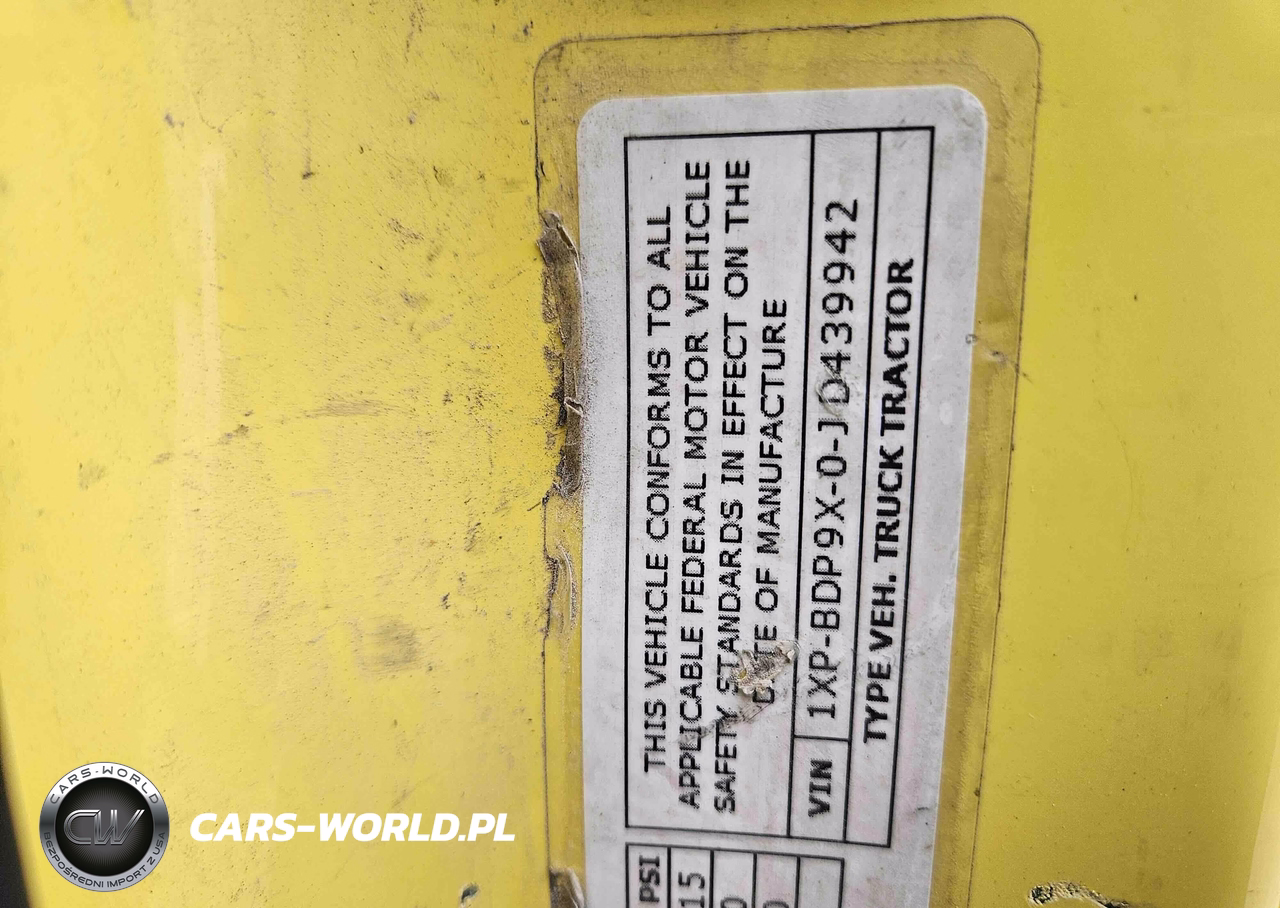 THIS VEHICLE CONFORMS TO ALL
APPLICABLE FEDERAL MOTOR VEHICLE
SAFETY STANDARDS IN EFFECT ON THE
DATE OF MANUFACTURE
VIN 1XP-BDP9X-0-JD439942
TYPE VEH. TRUCK TRACTOR
PSI
15
0
0
CARS-WORLD
CW
BEZPOŚREDNI IMPORT Z USA
CARS-WORLD.PL